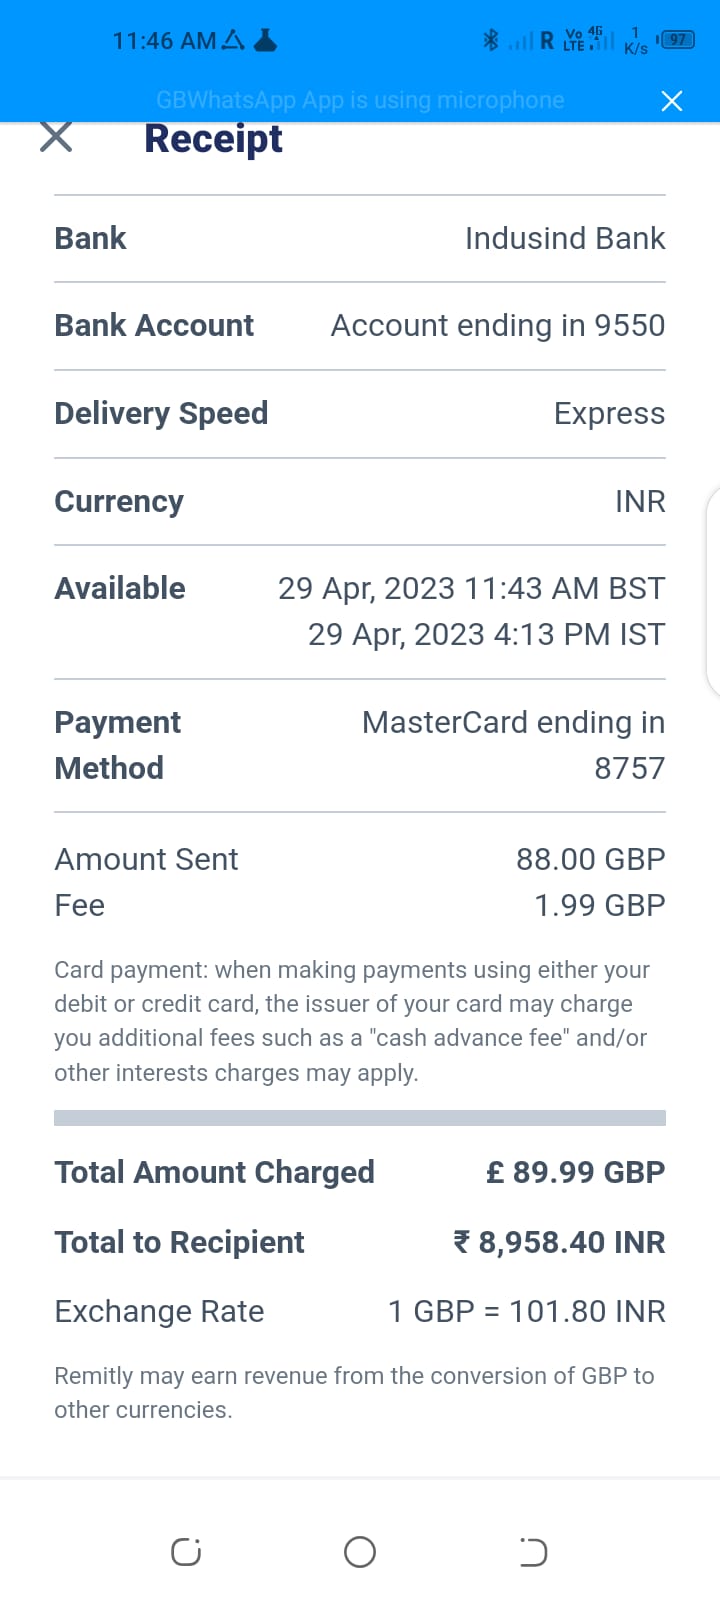 11:46 AM
R Vo LTE 4G 1 K/s 97
GBWhatsApp App is using microphone
Receipt
Bank Indusind Bank
Bank Account Account ending in 9550
Delivery Speed Express
Currency INR
Available 29 Apr, 2023 11:43 AM BST
29 Apr, 2023 4:13 PM IST
Payment MasterCard ending in
Method 8757
Amount Sent 88.00 GBP
Fee 1.99 GBP
Card payment: when making payments using either your
debit or credit card, the issuer of your card may charge
you additional fees such as a "cash advance fee" and/or
other interests charges may apply.
Total Amount Charged £ 89.99 GBP
Total to Recipient ₹ 8,958.40 INR
Exchange Rate 1 GBP = 101.80 INR
Remitly may earn revenue from the conversion of GBP to
other currencies.